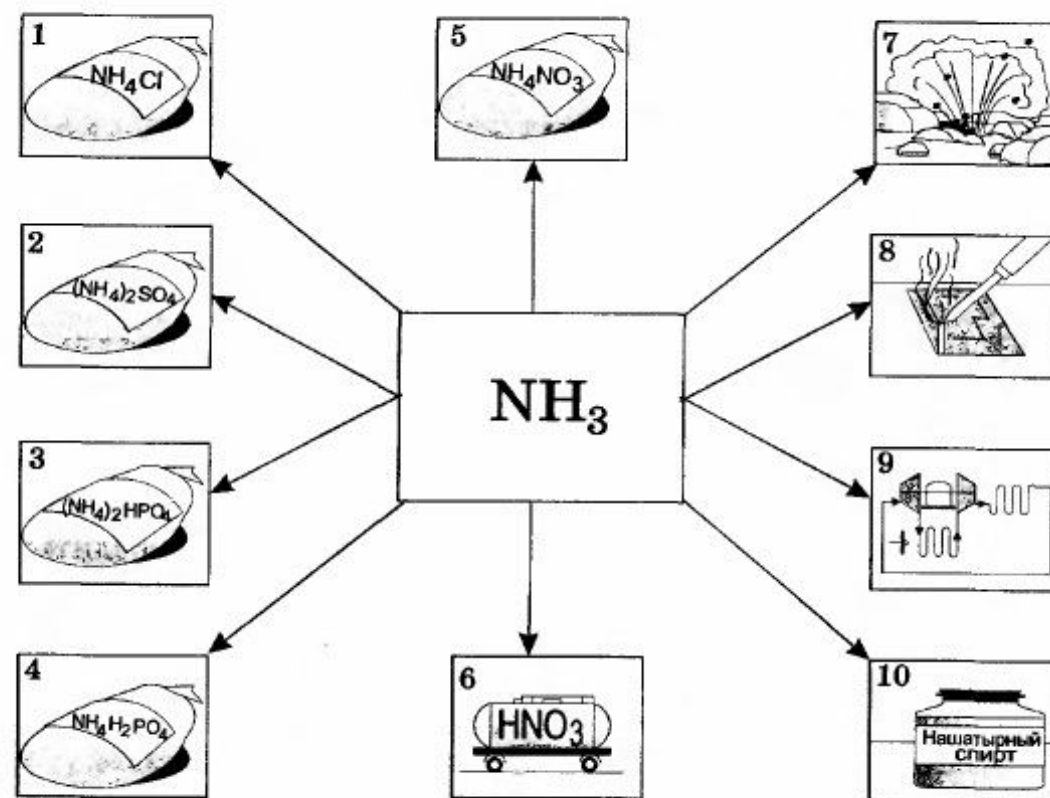 1
NH₄Cl
5
NH₄NO₃
7
2
(NH₄)₂SO₄
8
NH₃
3
(NH₄)₂HPO₄
9
4
NH₄H₂PO₄
6
HNO₃
10
Нашатырный
спирт